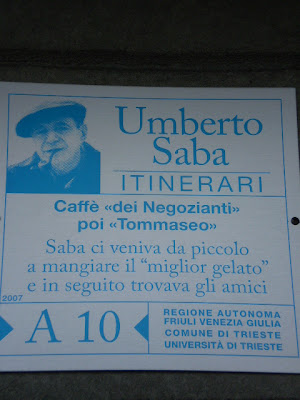 Umberto
Saba
ITINERARI
Caffè «dei Negozianti»
poi «Tommaseo»
Saba ci veniva da piccolo
a mangiare il “miglior gelato”
e in seguito trovava gli amici
2007
A 10
REGIONE AUTONOMA
FRIULI VENEZIA GIULIA
COMUNE DI TRIESTE
UNIVERSITÀ DI TRIESTE